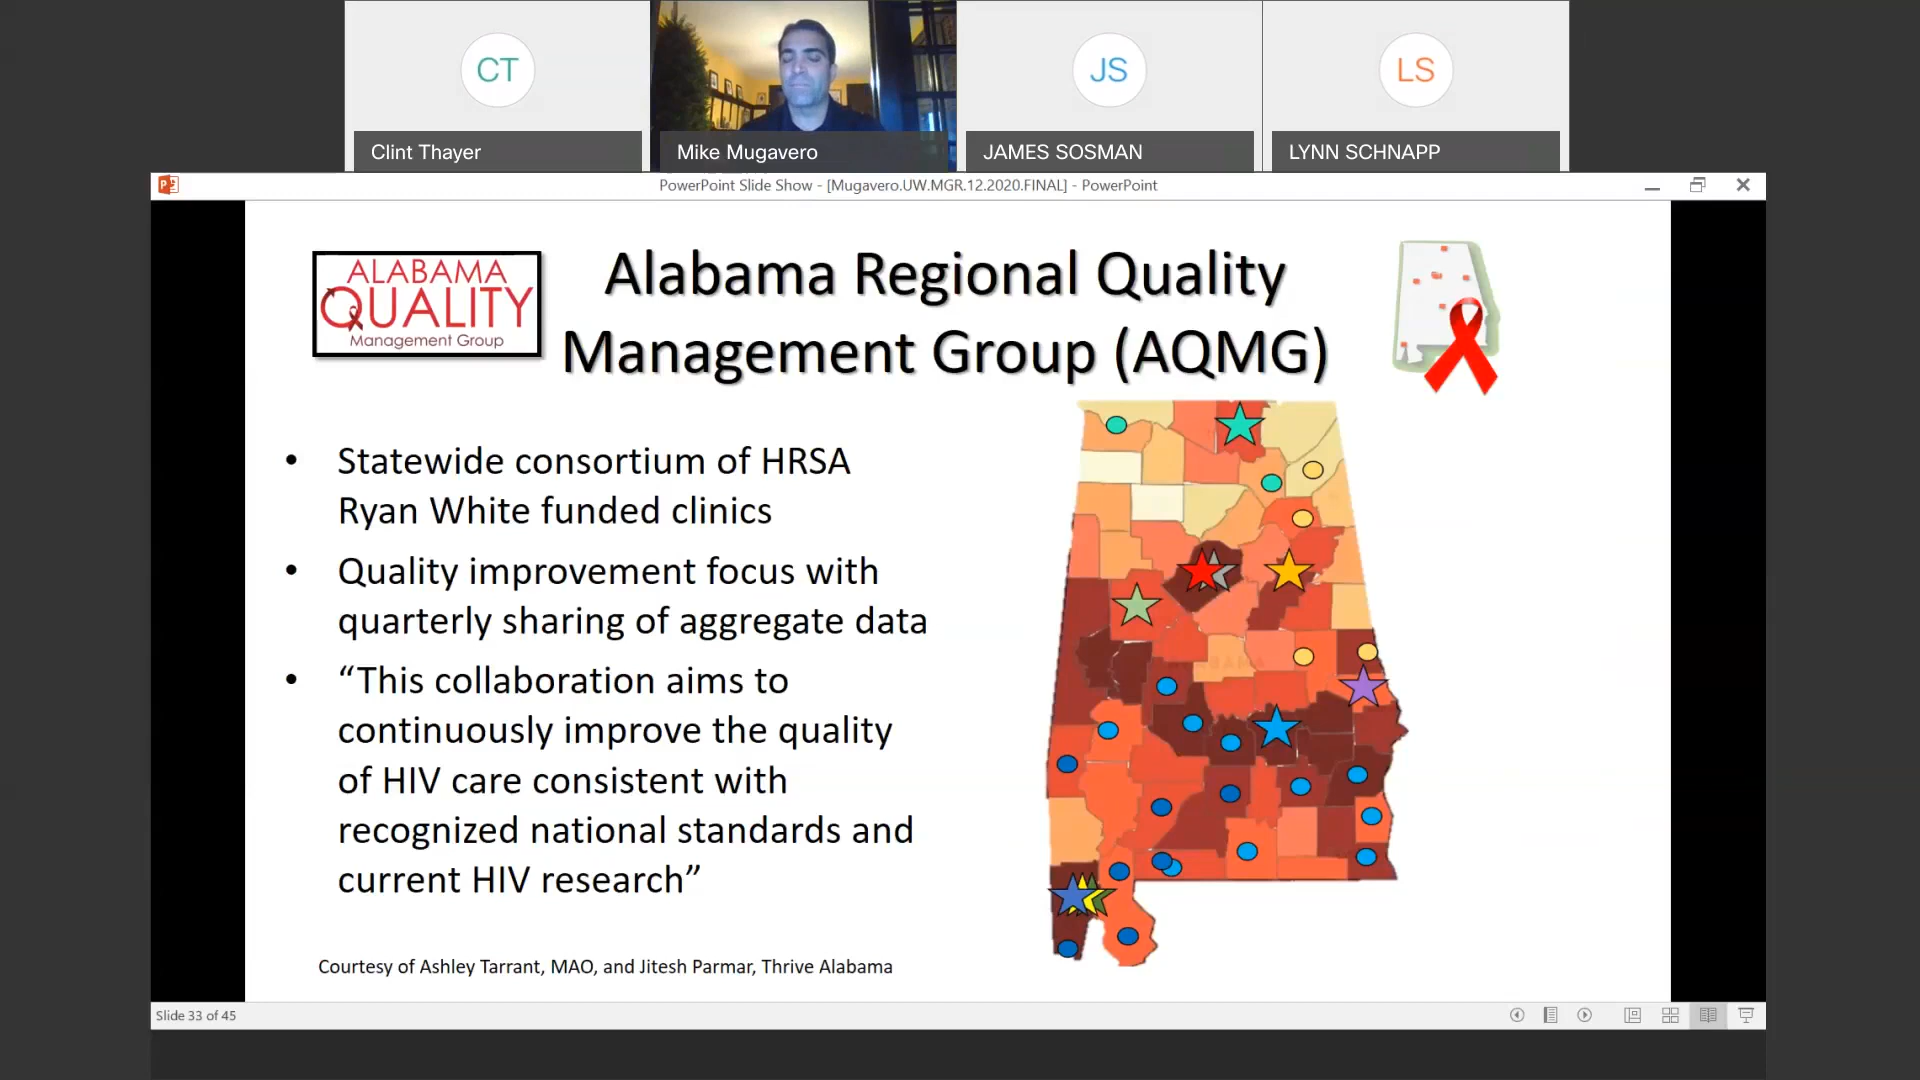 CT
JS
LS
Clint Thayer
Mike Mugavero
JAMES SOSMAN
LYNN SCHNAPP
PowerPoint Slide Show - [Mugavero.UW.MGR.12.2020.FINAL] - PowerPoint
ALABAMA
QUALITY
Management Group
Alabama Regional Quality
Management Group (AQMG)
• Statewide consortium of HRSA
Ryan White funded clinics
• Quality improvement focus with
quarterly sharing of aggregate data
• “This collaboration aims to
continuously improve the quality
of HIV care consistent with
recognized national standards and
current HIV research”
ALABAMA
Courtesy of Ashley Tarrant, MAO, and Jitesh Parmar, Thrive Alabama
Slide 33 of 45